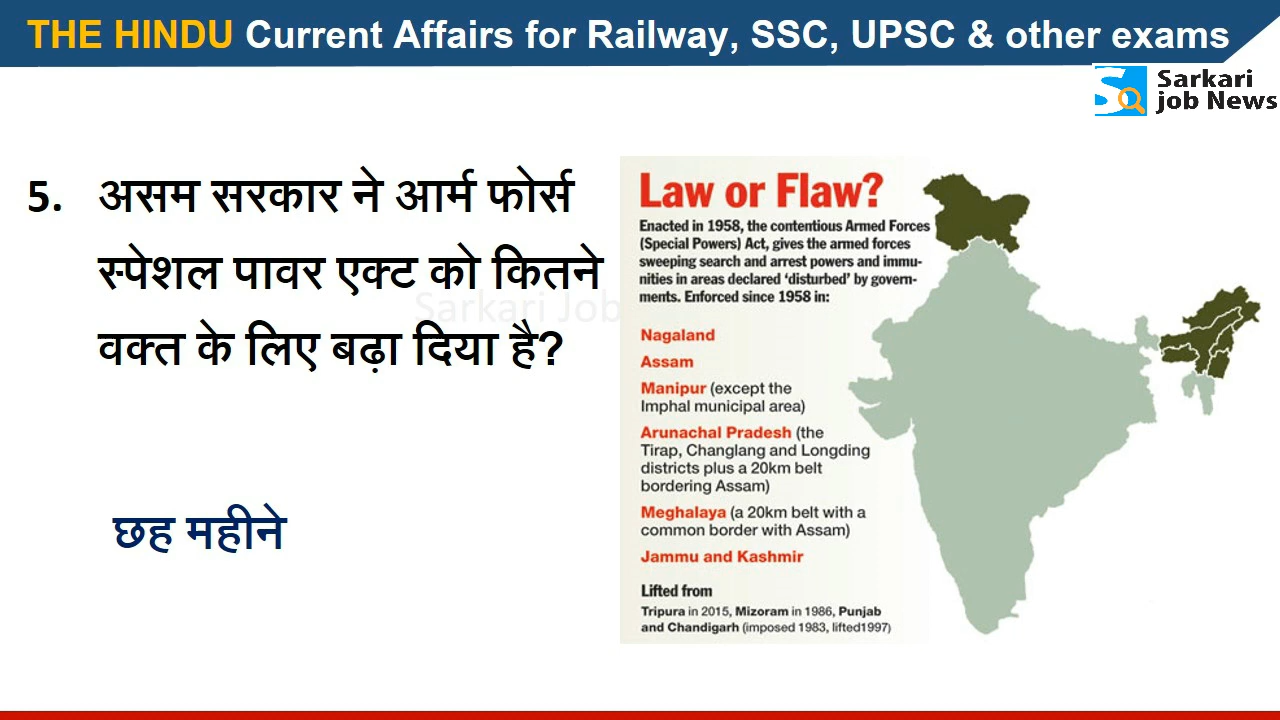 THE HINDU Current Affairs for Railway, SSC, UPSC & other exams
Sarkari
job News
5. असम सरकार ने आर्म फोर्स
स्पेशल पावर एक्ट को कितने
वक्त के लिए बढ़ा दिया है?
Sarkari Job
छह महीने
Law or Flaw?
Enacted in 1958, the contentious Armed Forces
(Special Powers) Act, gives the armed forces
sweeping search and arrest powers and immu-
nities in areas declared ‘disturbed’ by govern-
ments. Enforced since 1958 in:
Nagaland
Assam
Manipur (except the
Imphal municipal area)
Arunachal Pradesh (the
Tirap, Changlang and Longding
districts plus a 20km belt
bordering Assam)
Meghalaya (a 20km belt with a
common border with Assam)
Jammu and Kashmir
Lifted from
Tripura in 2015, Mizoram in 1986, Punjab
and Chandigarh (imposed 1983, lifted1997)